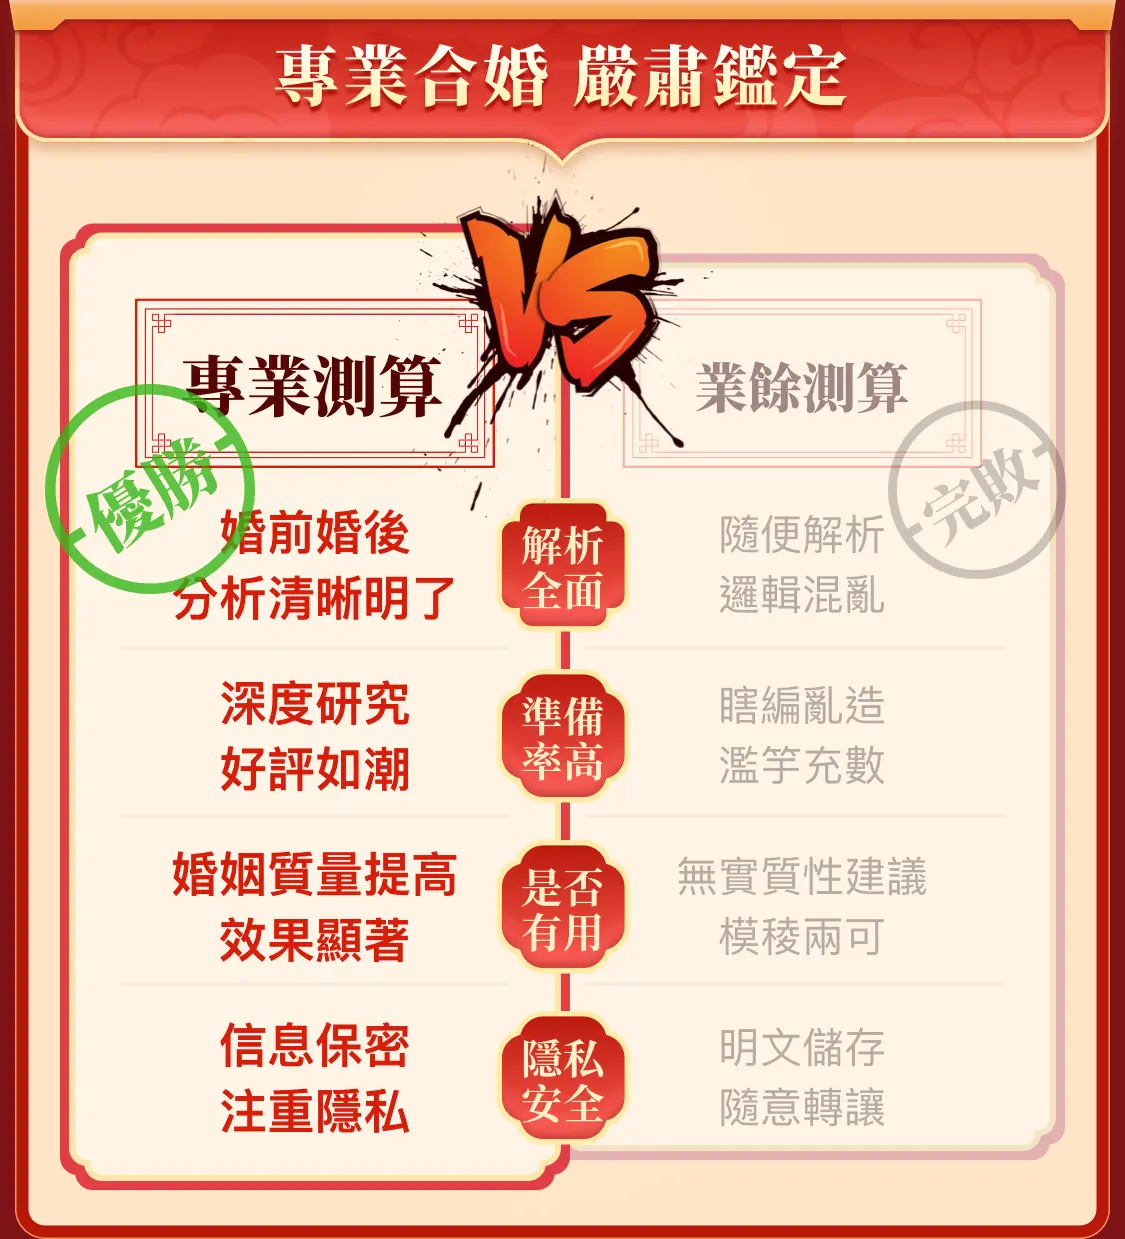 專業合婚 嚴肅鑑定
VS
專業測算
業餘測算
優勝
完敗
婚前婚後
分析清晰明了
解析
全面
隨便解析
邏輯混亂
深度研究
好評如潮
準備
率高
瞎編亂造
濫竽充數
婚姻質量提高
效果顯著
是否
有用
無實質性建議
模稜兩可
信息保密
注重隱私
隱私
安全
明文儲存
隨意轉讓